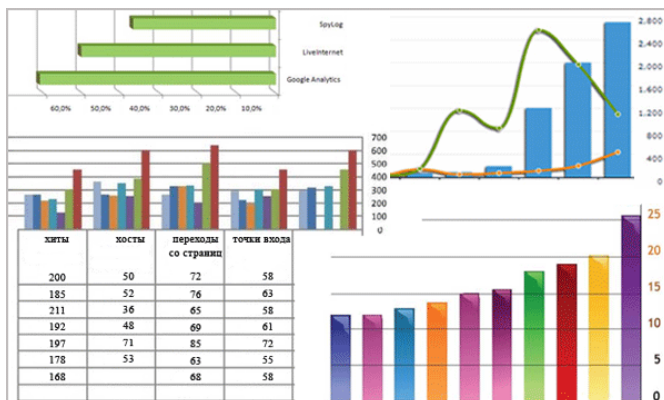 SpyLog
LiveInternet
Google Analytics
60,0% 50,0% 40,0% 30,0% 20,0% 10,0%
2.800
2.400
2.000
1.600
1.200
800
400
0
700
600
500
400
300
200
100
0
хиты хосты переходы со страниц точки входа
200 50 72 58
185 52 76 63
211 36 65 58
192 48 69 61
197 71 85 72
178 53 63 55
168 68 58
25
20
15
10
5
0